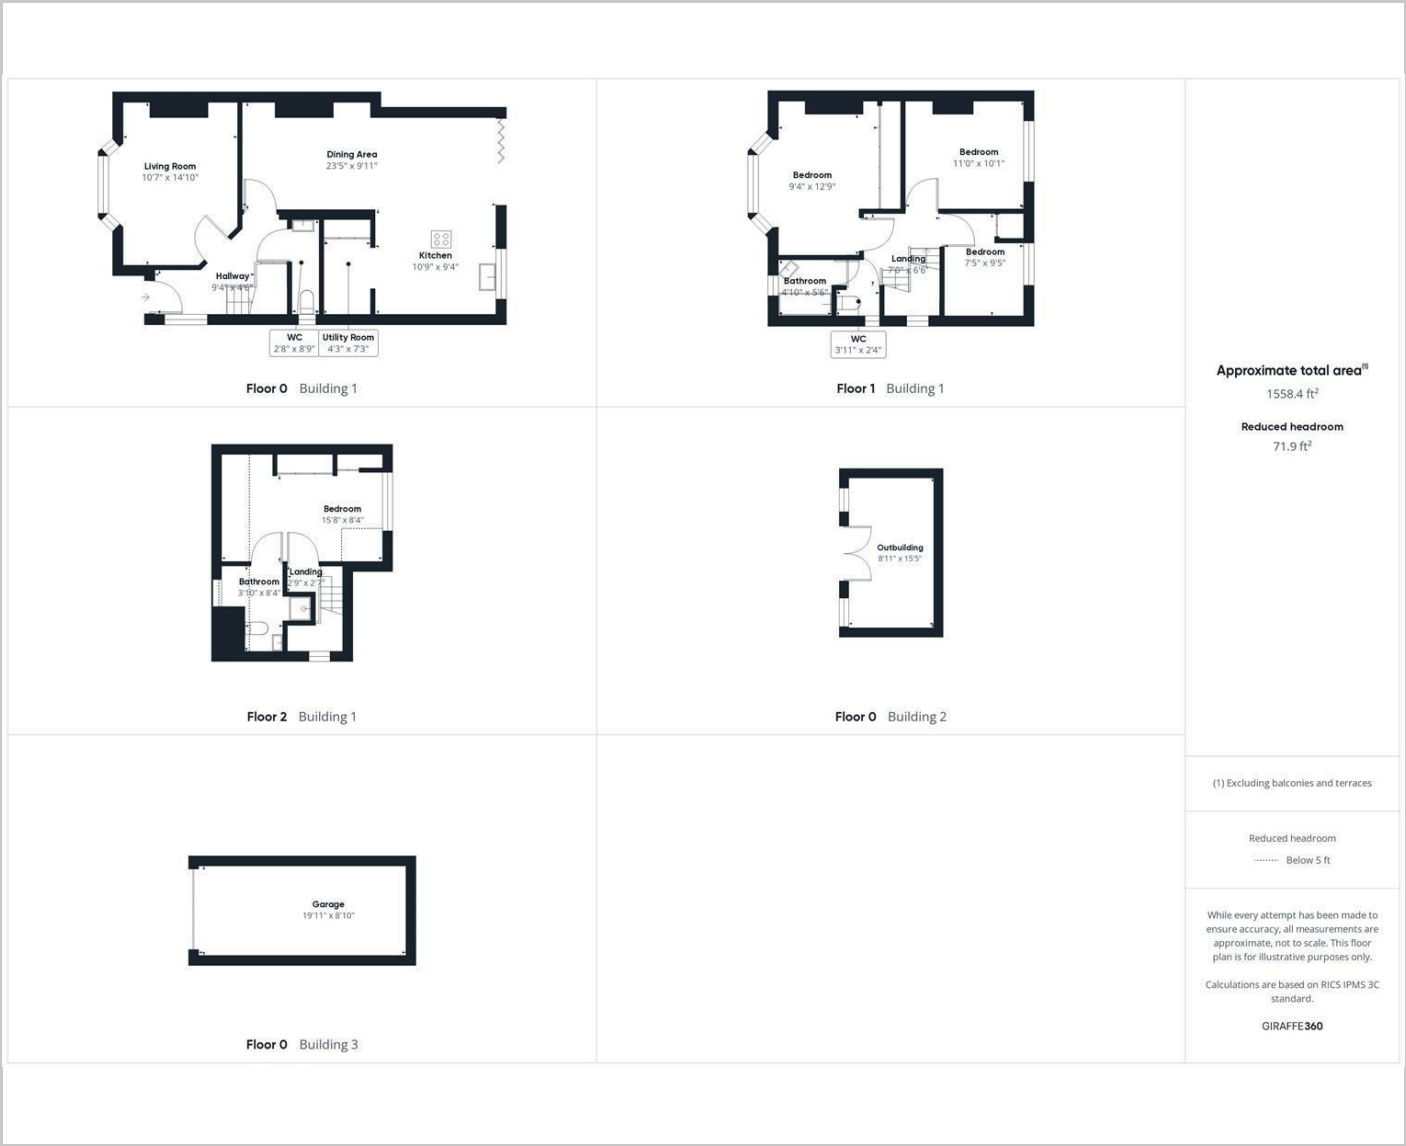 Living Room
10'7" x 14'10"
Dining Area
23'5" x 9'11"
Kitchen
10'9" x 9'4"
Hallway
9'4" x 4'6"
WC
2'8" x 8'9"
Utility Room
4'3" x 7'3"
Floor 0 Building 1
Bedroom
9'4" x 12'9"
Bedroom
11'0" x 10'1"
Bedroom
7'5" x 9'5"
Landing
7'0" x 6'6"
Bathroom
4'10" x 5'6"
WC
3'11" x 2'4"
Floor 1 Building 1
Bedroom
15'8" x 8'4"
Landing
2'9" x 2'7"
Bathroom
3'10" x 8'4"
Floor 2 Building 1
Outbuilding
8'11" x 15'5"
Floor 0 Building 2
Garage
19'11" x 8'10"
Floor 0 Building 3
Approximate total area(1)
1558.4 ft²
Reduced headroom
71.9 ft²
(1) Excluding balconies and terraces
Reduced headroom
Below 5 ft
While every attempt has been made to
ensure accuracy, all measurements are
approximate, not to scale. This floor
plan is for illustrative purposes only.
Calculations are based on RICS IPMS 3C
standard.
GIRAFFE360